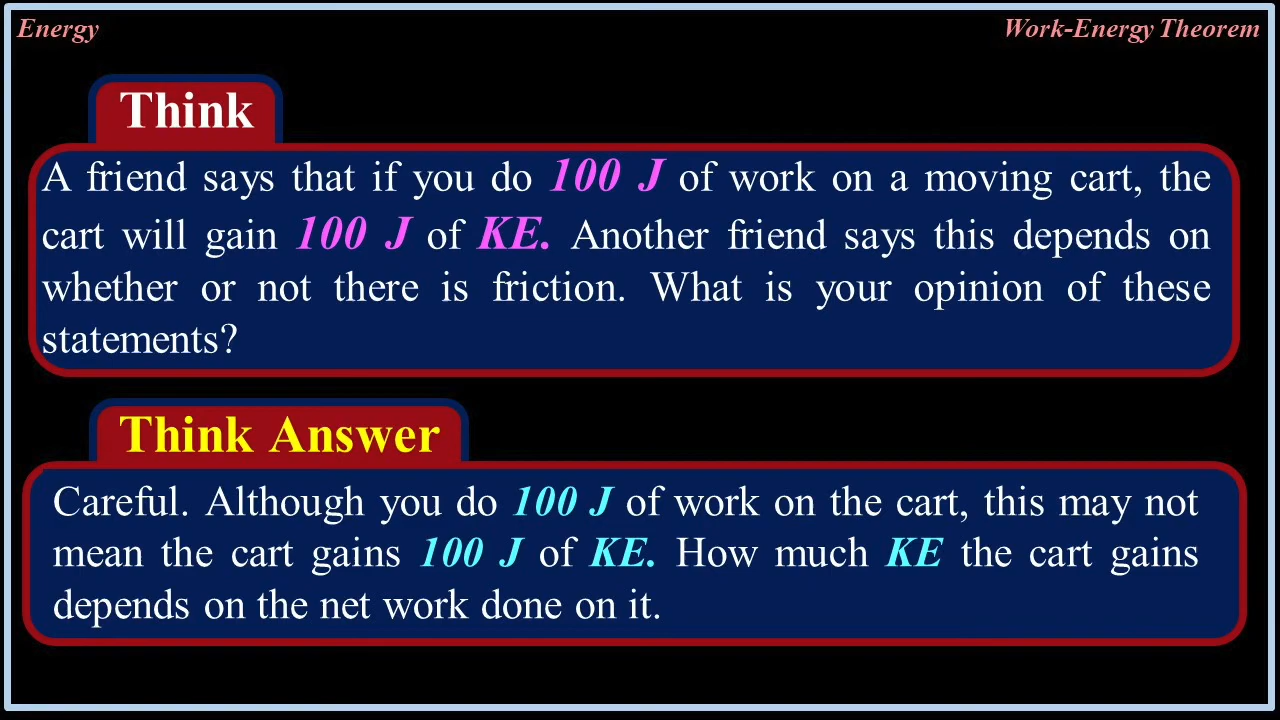 Energy
Work-Energy Theorem
Think
A friend says that if you do 100 J of work on a moving cart, the
cart will gain 100 J of KE. Another friend says this depends on
whether or not there is friction. What is your opinion of these
statements?
Think Answer
Careful. Although you do 100 J of work on the cart, this may not
mean the cart gains 100 J of KE. How much KE the cart gains
depends on the net work done on it.